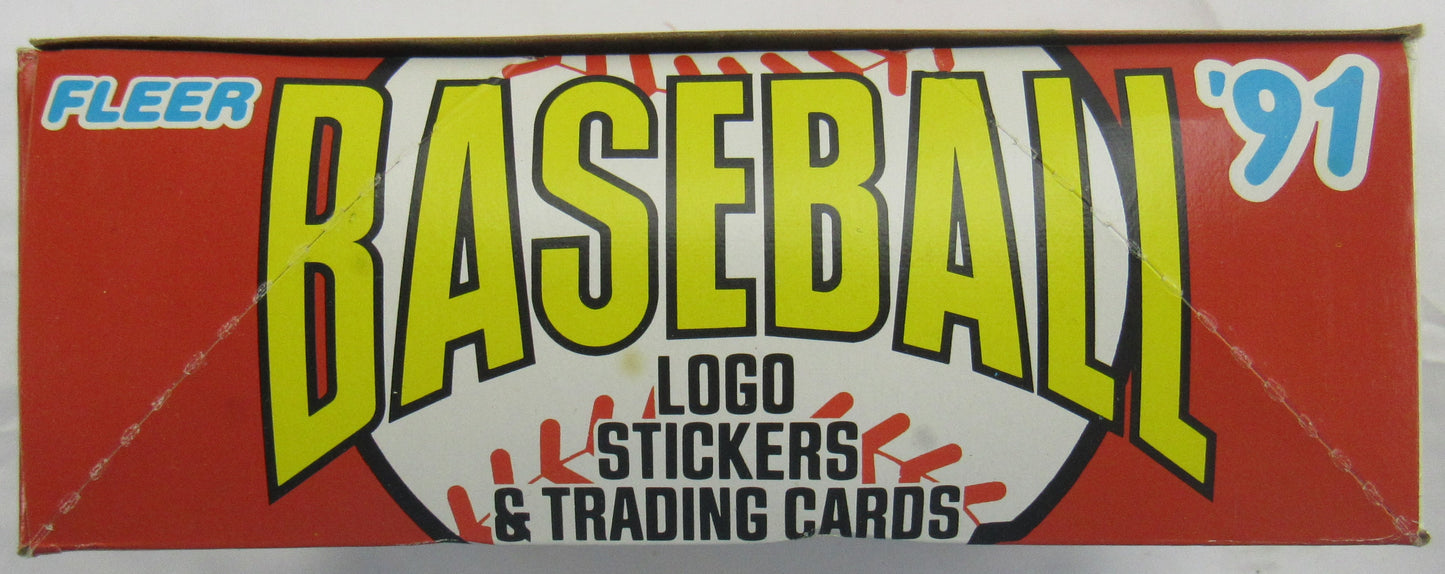 FLEER
BASEBALL
'91
LOGO
STICKERS
& TRADING CARDS